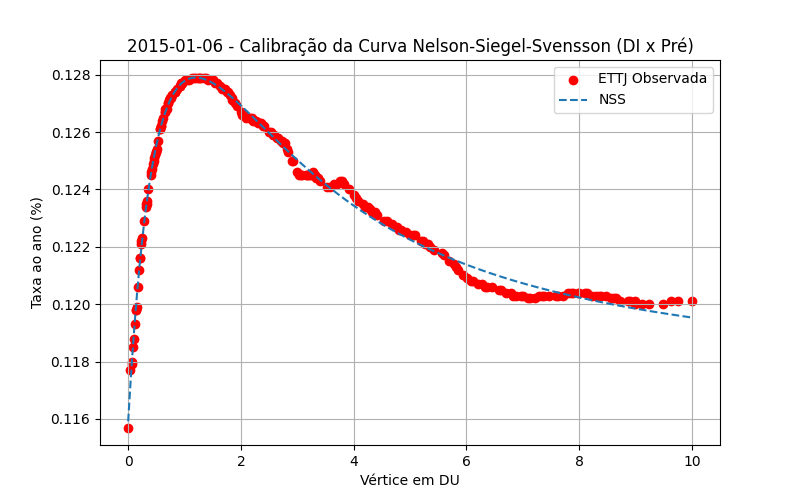 2015-01-06 - Calibração da Curva Nelson-Siegel-Svensson (DI x Pré)
ETTJ Observada
NSS
Taxa ao ano (%)
0.128
0.126
0.124
0.122
0.120
0.118
0.116
0
2
4
6
8
10
Vértice em DU